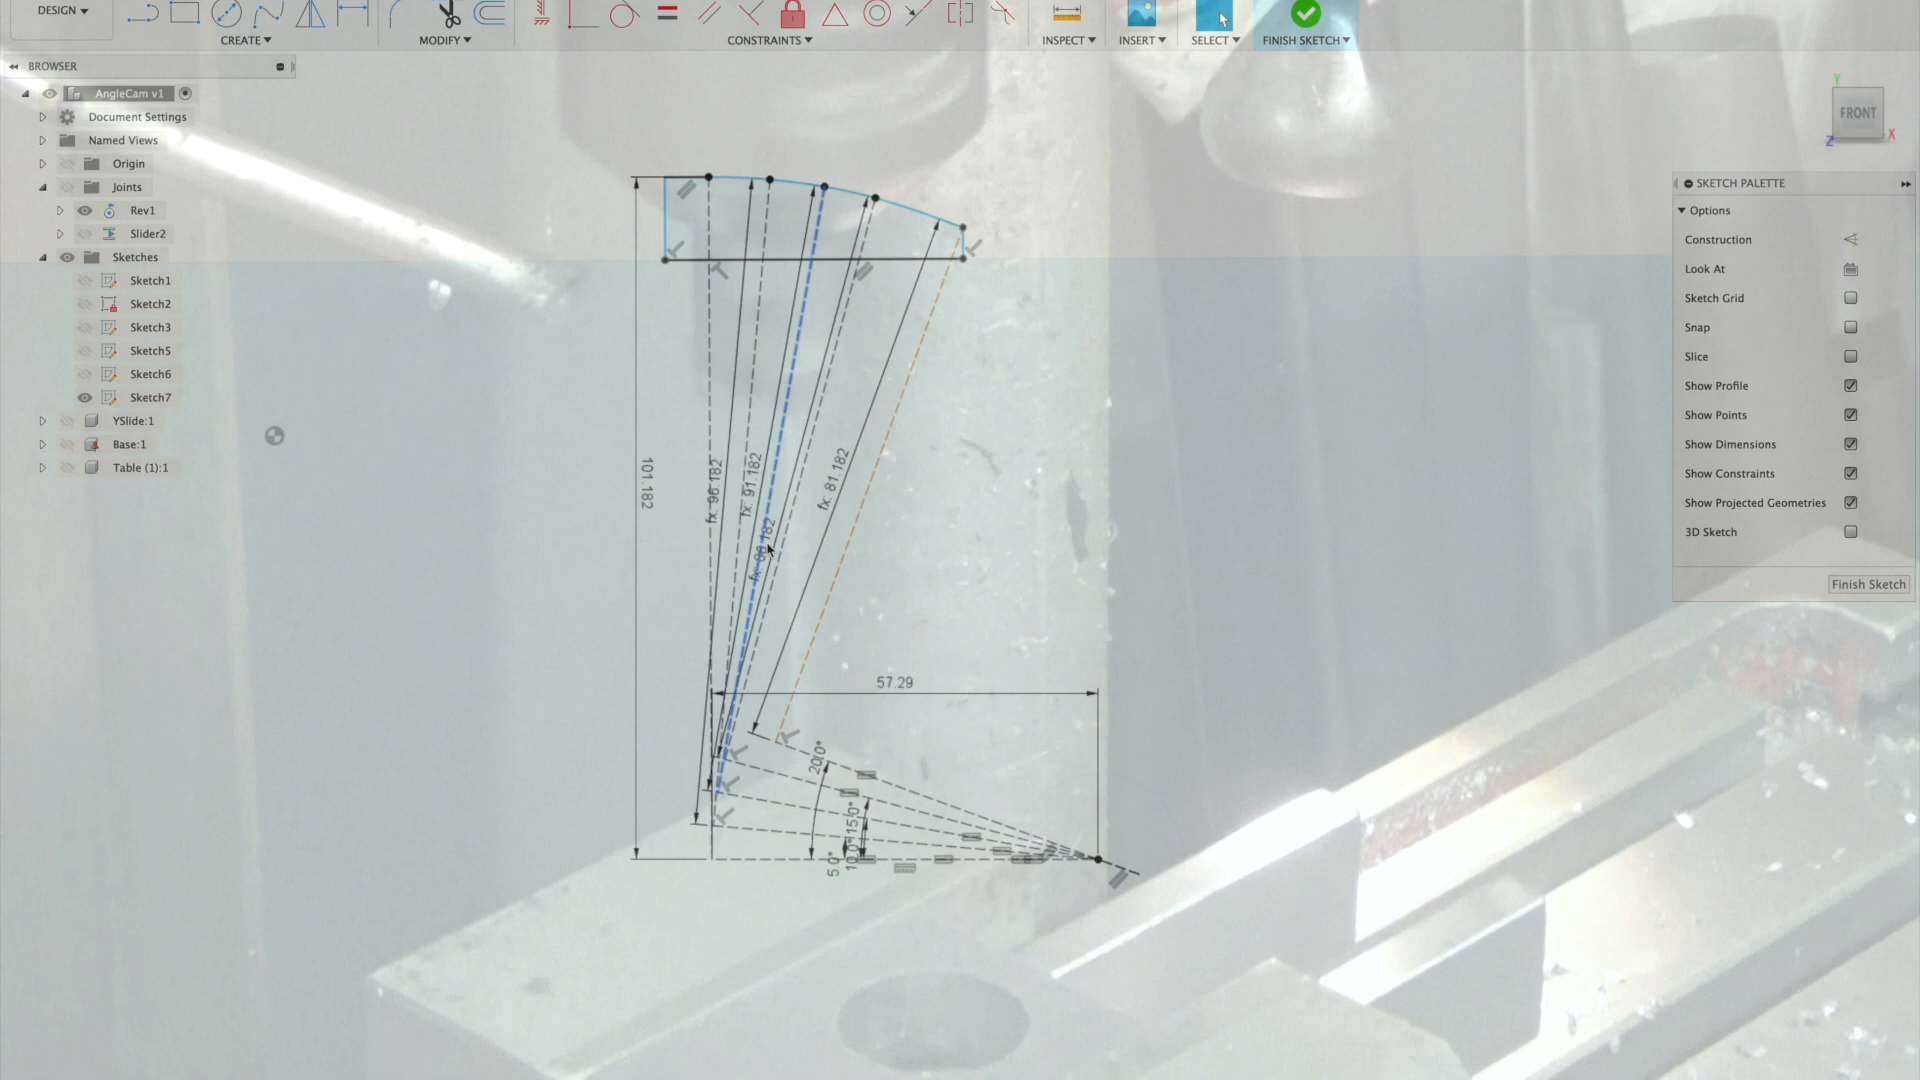 DESIGN
CREATE
MODIFY
CONSTRAINTS
INSPECT
INSERT
SELECT
FINISH SKETCH
BROWSER
AngleCam v1
Document Settings
Named Views
Origin
Joints
Rev1
Slider2
Sketches
Sketch1
Sketch2
Sketch3
Sketch5
Sketch6
Sketch7
YSlide:1
Base:1
Table (1):1
101.182
fx: 96.182
fx: 91.182
fx: 81.182
57.29
20.0°
15.0°
10.0°
5.0°
Y
FRONT
X
Z
SKETCH PALETTE
Options
Construction
Look At
Sketch Grid
Snap
Slice
Show Profile
Show Points
Show Dimensions
Show Constraints
Show Projected Geometries
3D Sketch
Finish Sketch